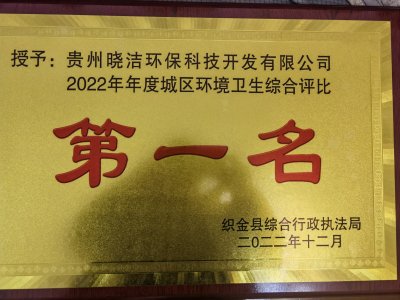 授予：贵州晓洁环保科技开发有限公司
2022年年度城区环境卫生综合评比
第一名
织金县综合行政执法局
二〇二二年十二月